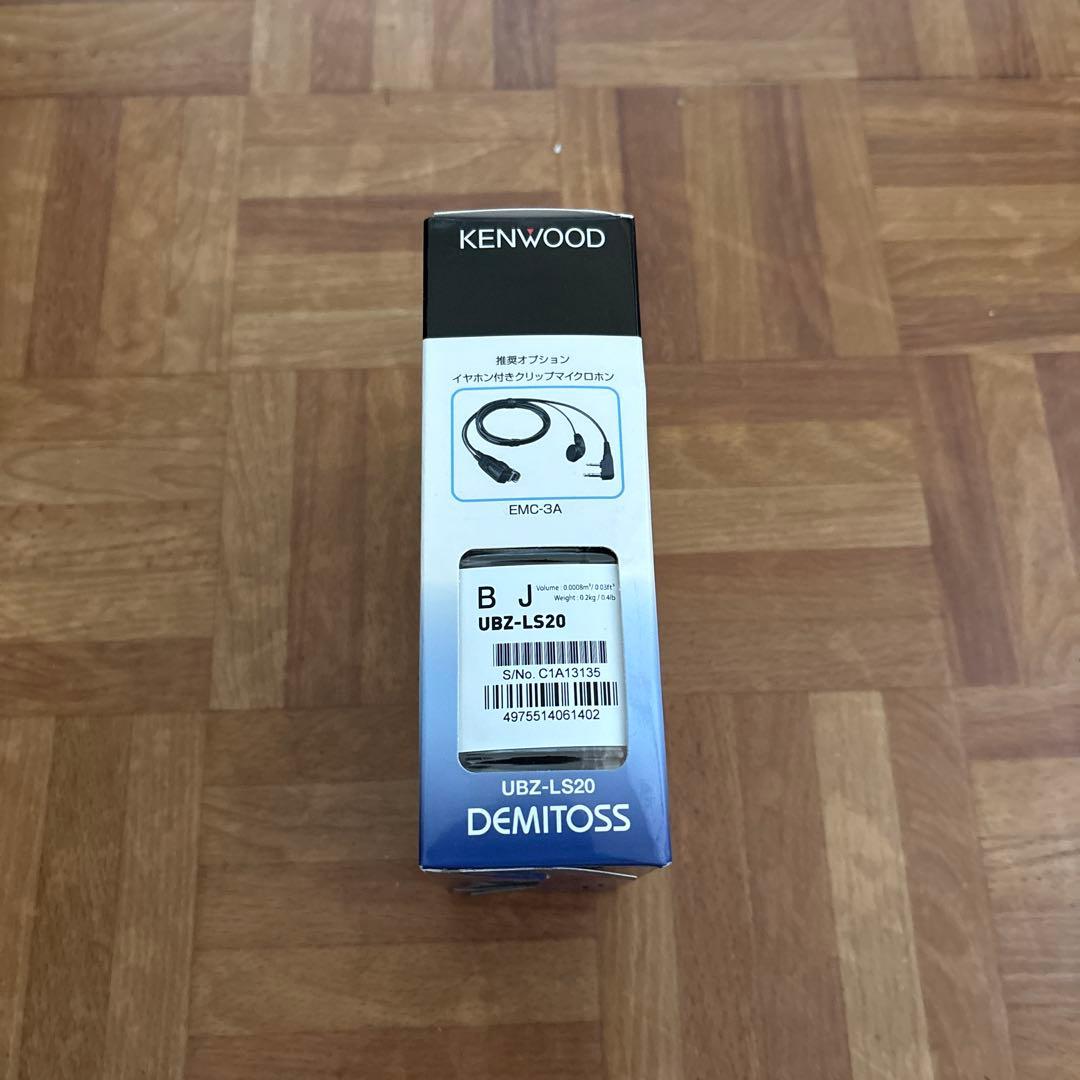 KENWOOD
推奨オプション
イヤホン付きクリップマイクロホン
EMC-3A
B J
Volume : 0.0008m³/ 0.03ft³
Weight : 0.2kg / 0.4lb
UBZ-LS20
S/No. C1A13135
4975514061402
UBZ-LS20
DEMITOSS